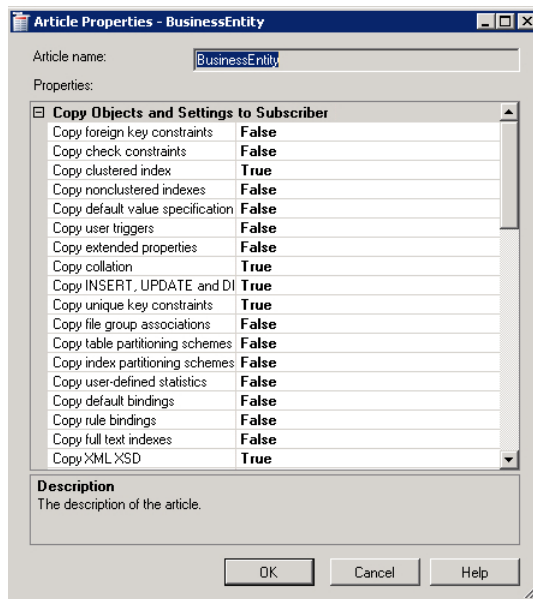 Article Properties - BusinessEntity
Article name: BusinessEntity
Properties:
Copy Objects and Settings to Subscriber
Copy foreign key constraints False
Copy check constraints False
Copy clustered index True
Copy nonclustered indexes False
Copy default value specification False
Copy user triggers False
Copy extended properties False
Copy collation True
Copy INSERT, UPDATE and DI True
Copy unique key constraints True
Copy file group associations False
Copy table partitioning schemes False
Copy index partitioning schemes False
Copy user-defined statistics False
Copy default bindings False
Copy rule bindings False
Copy full text indexes False
Copy XML XSD True
Description
The description of the article.
OK Cancel Help